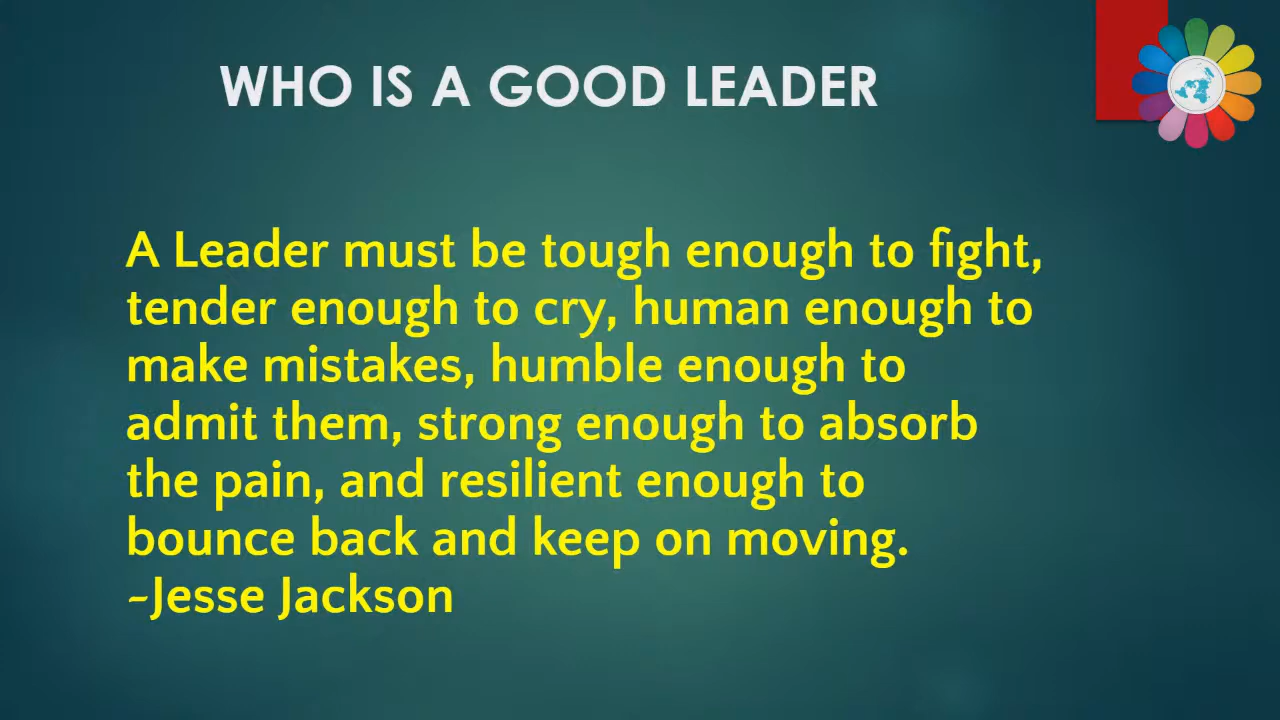 WHO IS A GOOD LEADER
A Leader must be tough enough to fight,
tender enough to cry, human enough to
make mistakes, humble enough to
admit them, strong enough to absorb
the pain, and resilient enough to
bounce back and keep on moving.
~Jesse Jackson